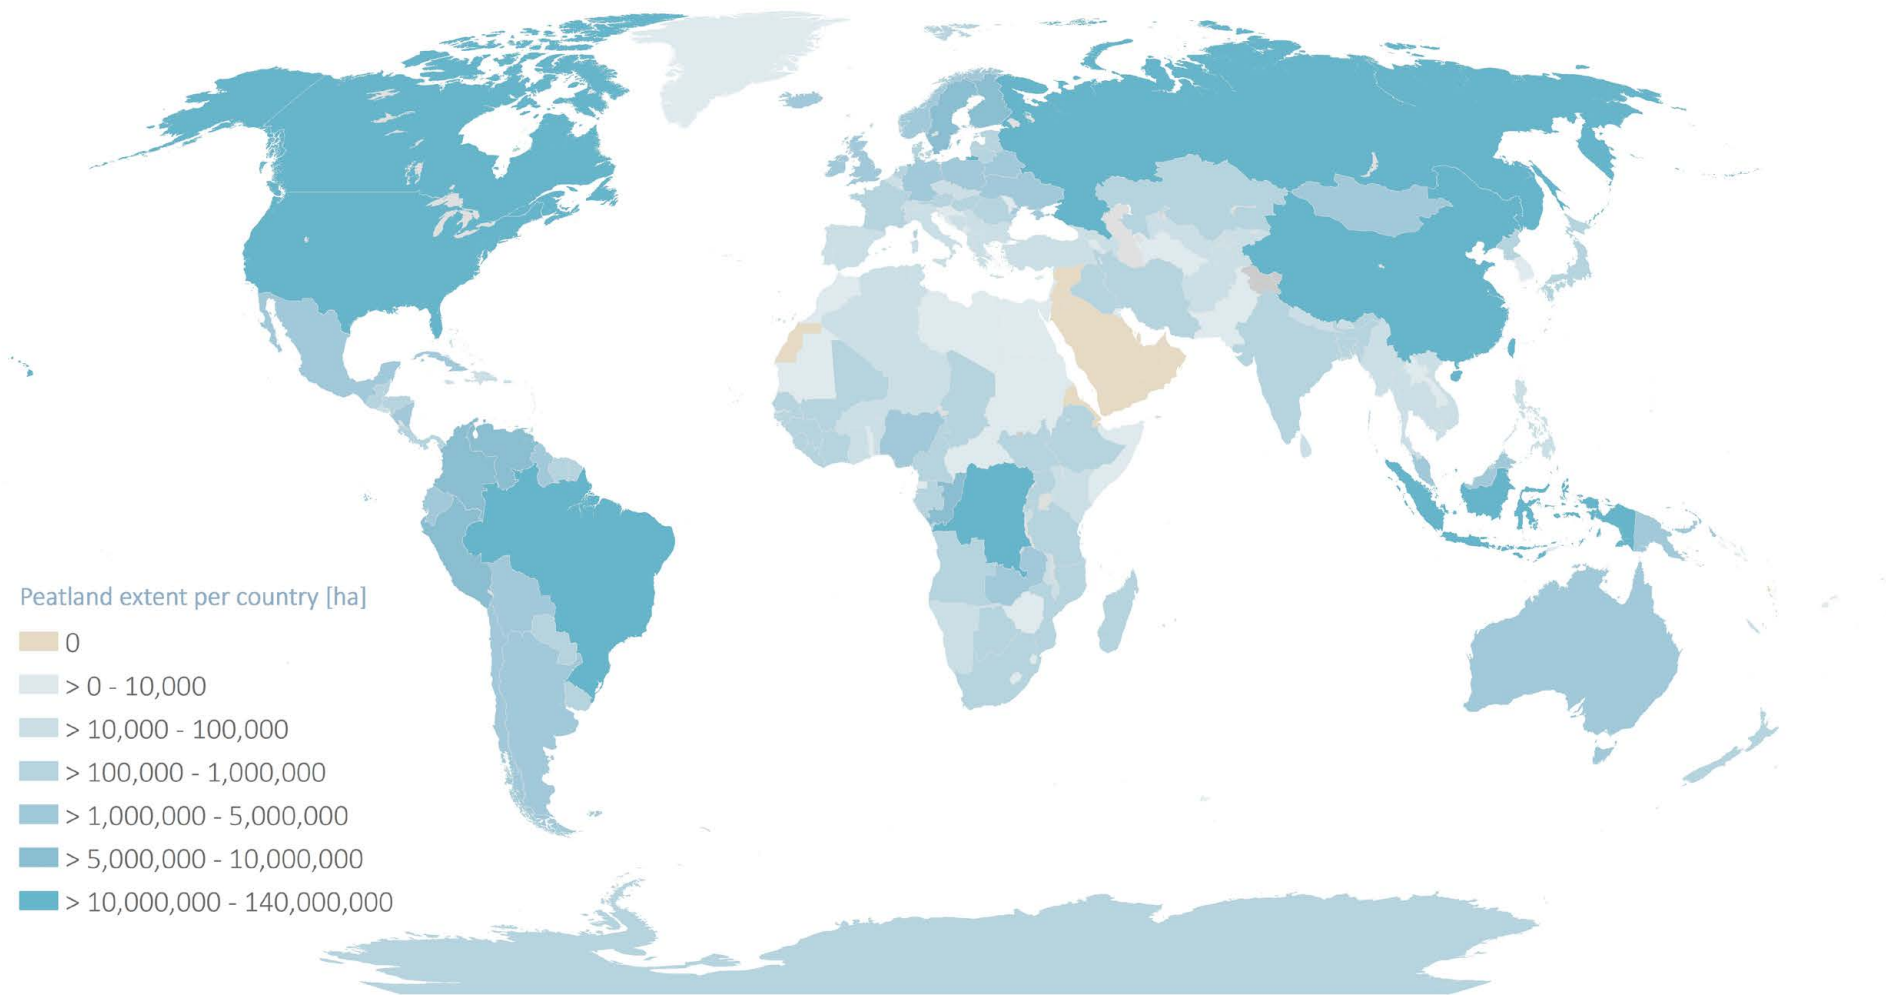 Peatland extent per country [ha]
0
> 0 - 10,000
> 10,000 - 100,000
> 100,000 - 1,000,000
> 1,000,000 - 5,000,000
> 5,000,000 - 10,000,000
> 10,000,000 - 140,000,000